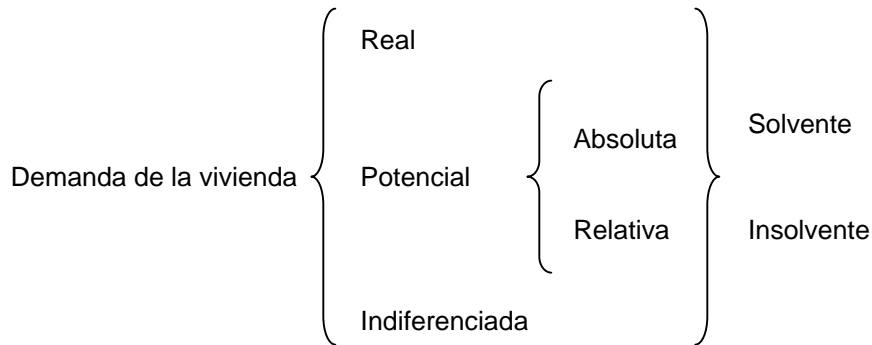 Real
Absoluta
Solvente
Demanda de la vivienda
Potencial
Relativa
Insolvente
Indiferenciada